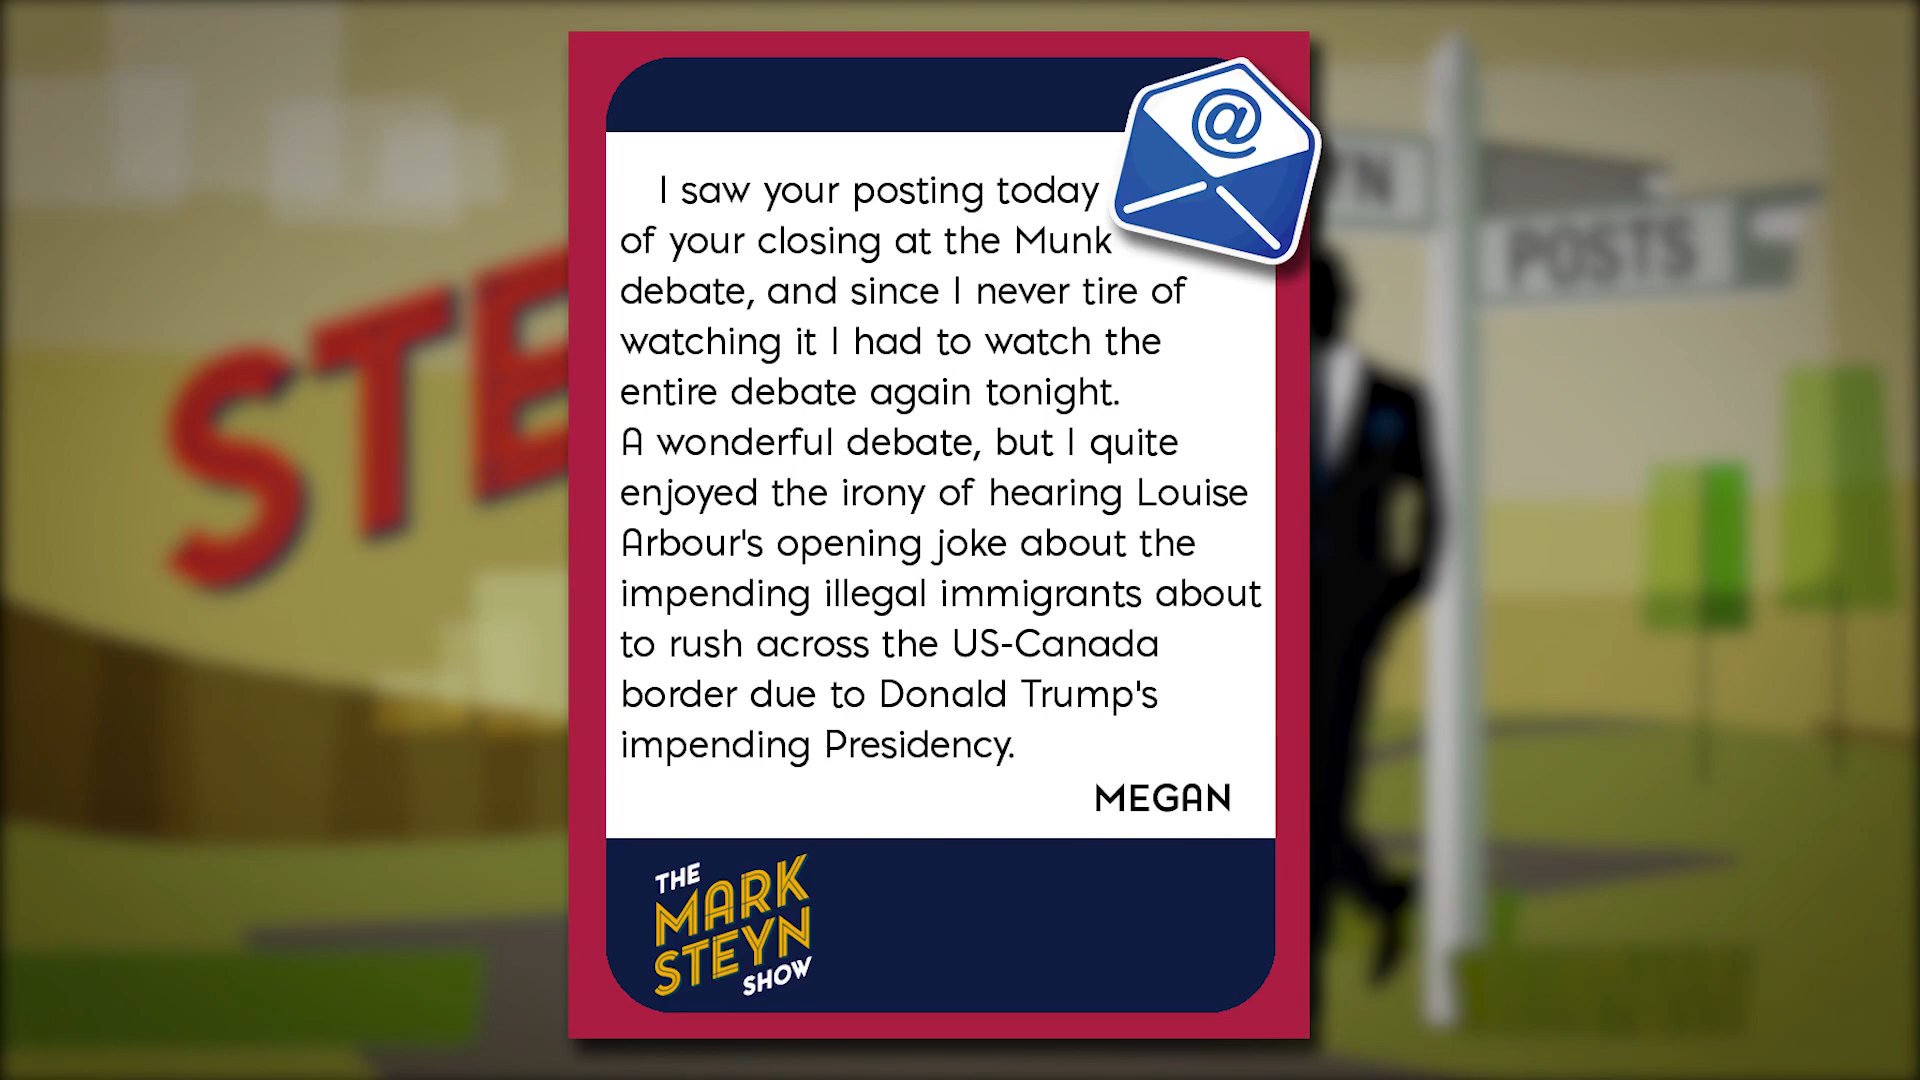 I saw your posting today
of your closing at the Munk
debate, and since I never tire of
watching it I had to watch the
entire debate again tonight.
A wonderful debate, but I quite
enjoyed the irony of hearing Louise
Arbour's opening joke about the
impending illegal immigrants about
to rush across the US-Canada
border due to Donald Trump's
impending Presidency.
MEGAN
THE
MARK
STEYN
SHOW
STE
YN
POSTS